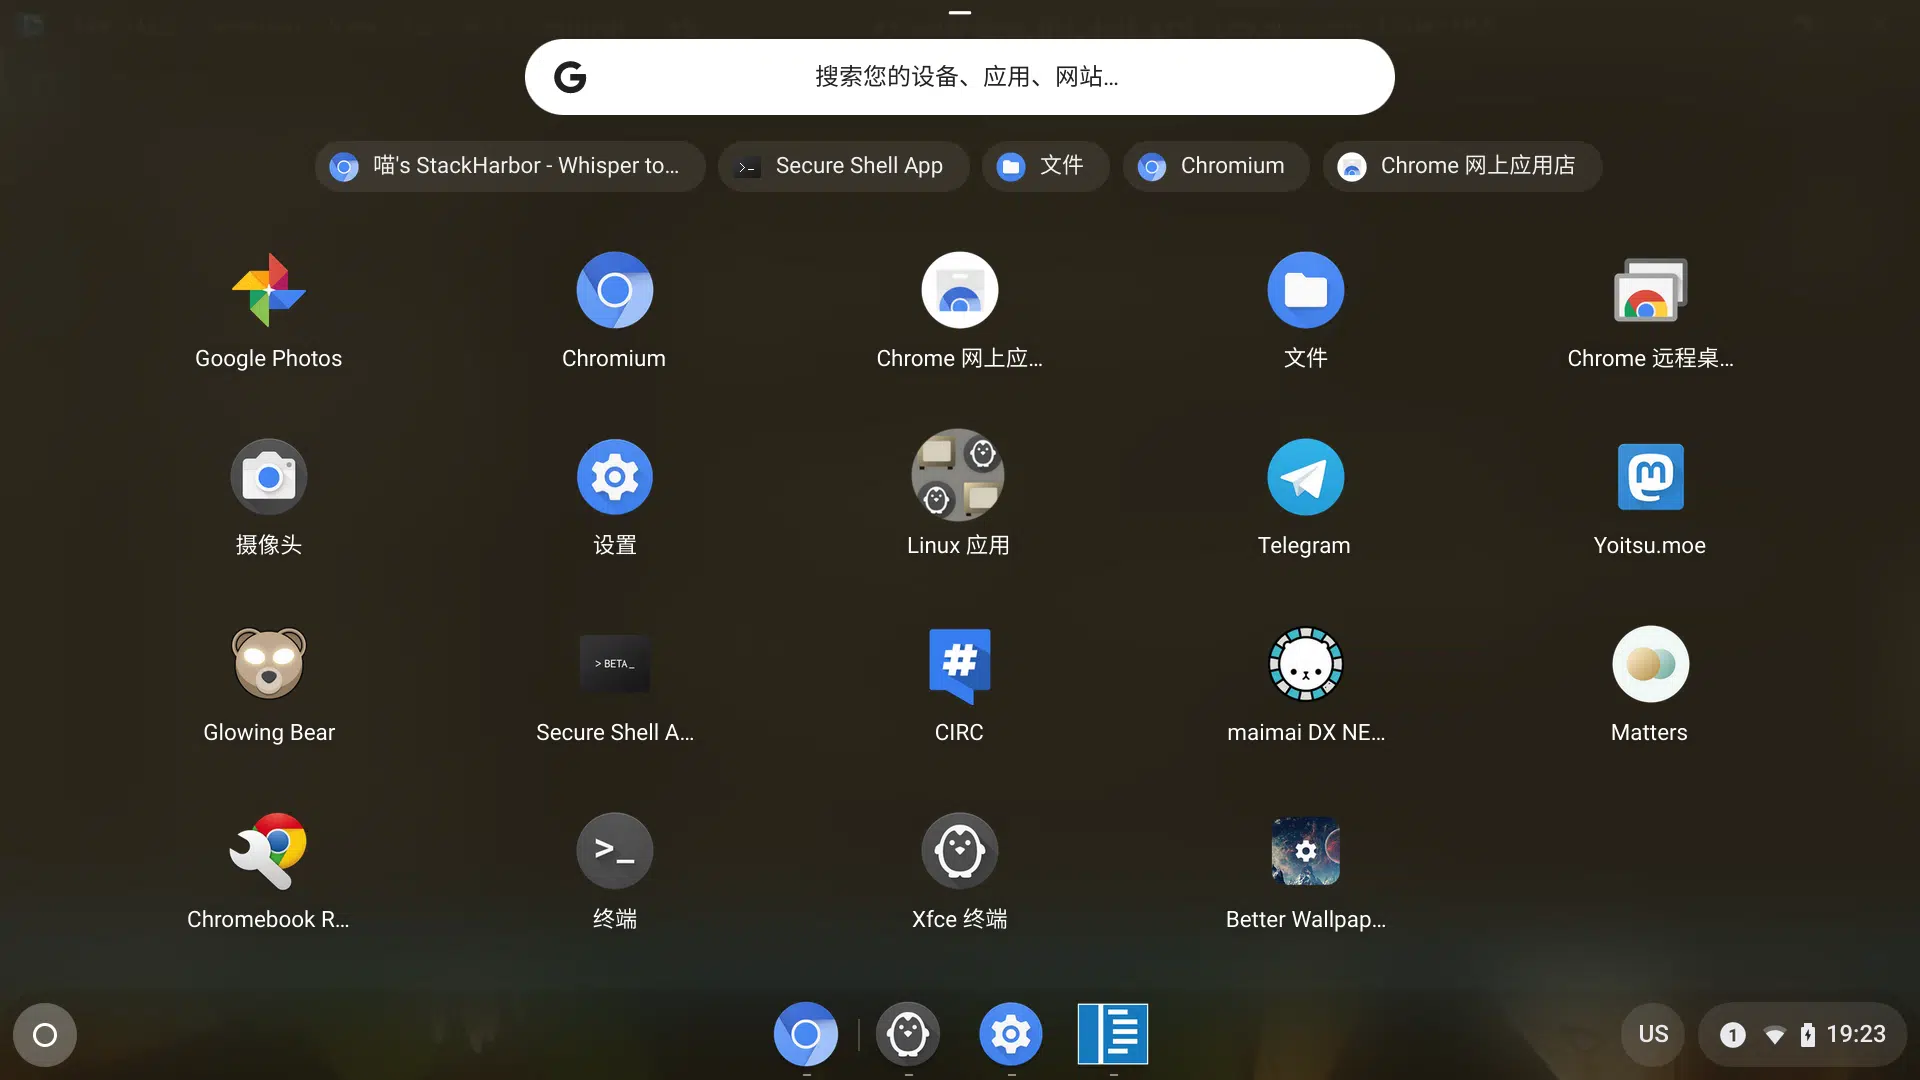 搜索您的设备、应用、网站...
喵's StackHarbor - Whisper to...
Secure Shell App
文件
Chromium
Chrome 网上应用店
Google Photos
Chromium
Chrome 网上应...
文件
Chrome 远程桌...
摄像头
设置
Linux 应用
Telegram
Yoitsu.moe
> BETA_
Glowing Bear
Secure Shell A...
CIRC
maimai DX NE...
Matters
Chromebook R...
终端
Xfce 终端
Better Wallpap...
US
1
19:23